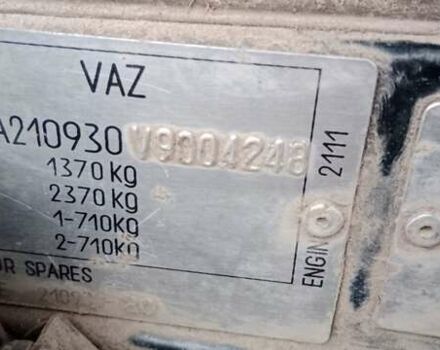 VAZ
A210930 V9004248
1370 kg
2370 kg
1-710kg
2-710kg
OR SPARES
ENGIN 2111